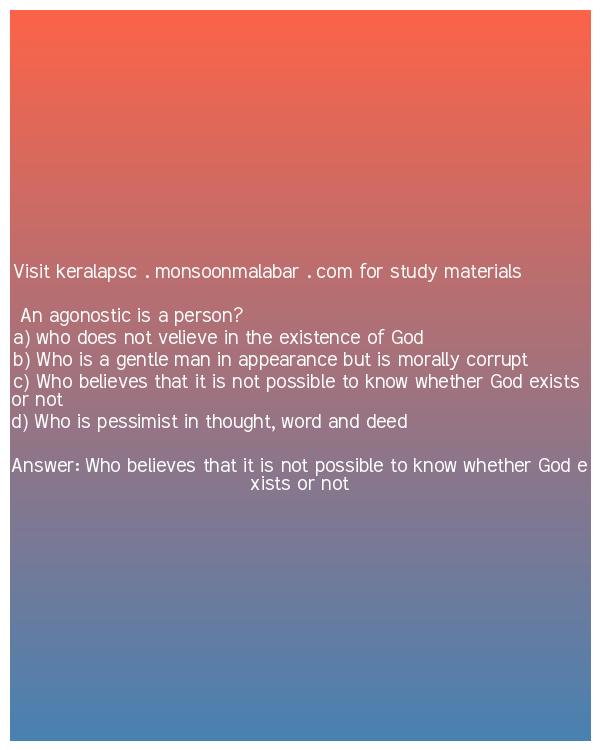 Visit keralapsc . monsoonmalabar . com for study materials
An agonostic is a person?
a) who does not velieve in the existence of God
b) Who is a gentle man in appearance but is morally corrupt
c) Who believes that it is not possible to know whether God exists
or not
d) Who is pessimist in thought, word and deed
Answer: Who believes that it is not possible to know whether God e
xists or not